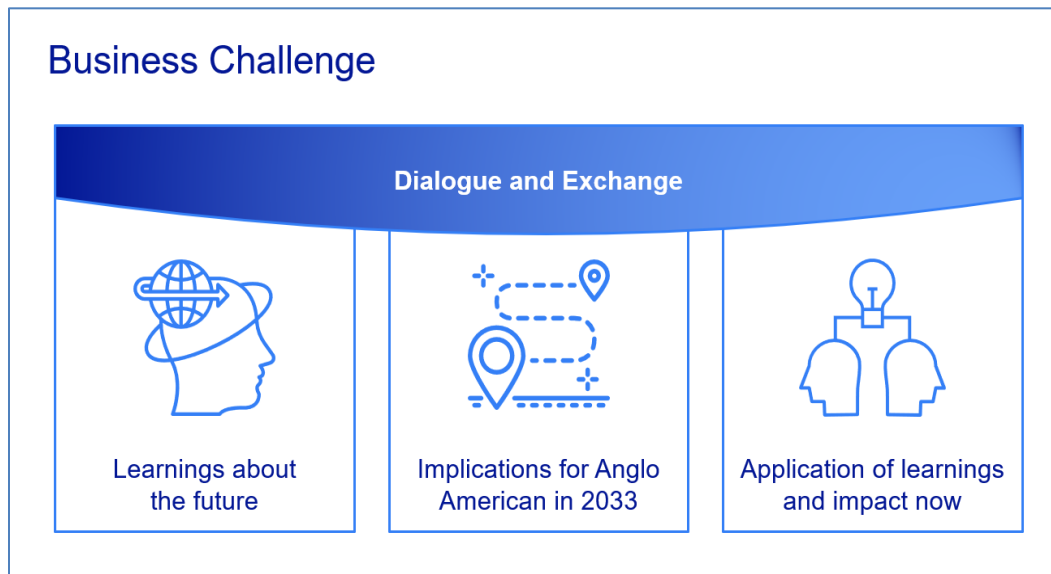 Business Challenge
Dialogue and Exchange
Learnings about
the future
Implications for Anglo
American in 2033
Application of learnings
and impact now